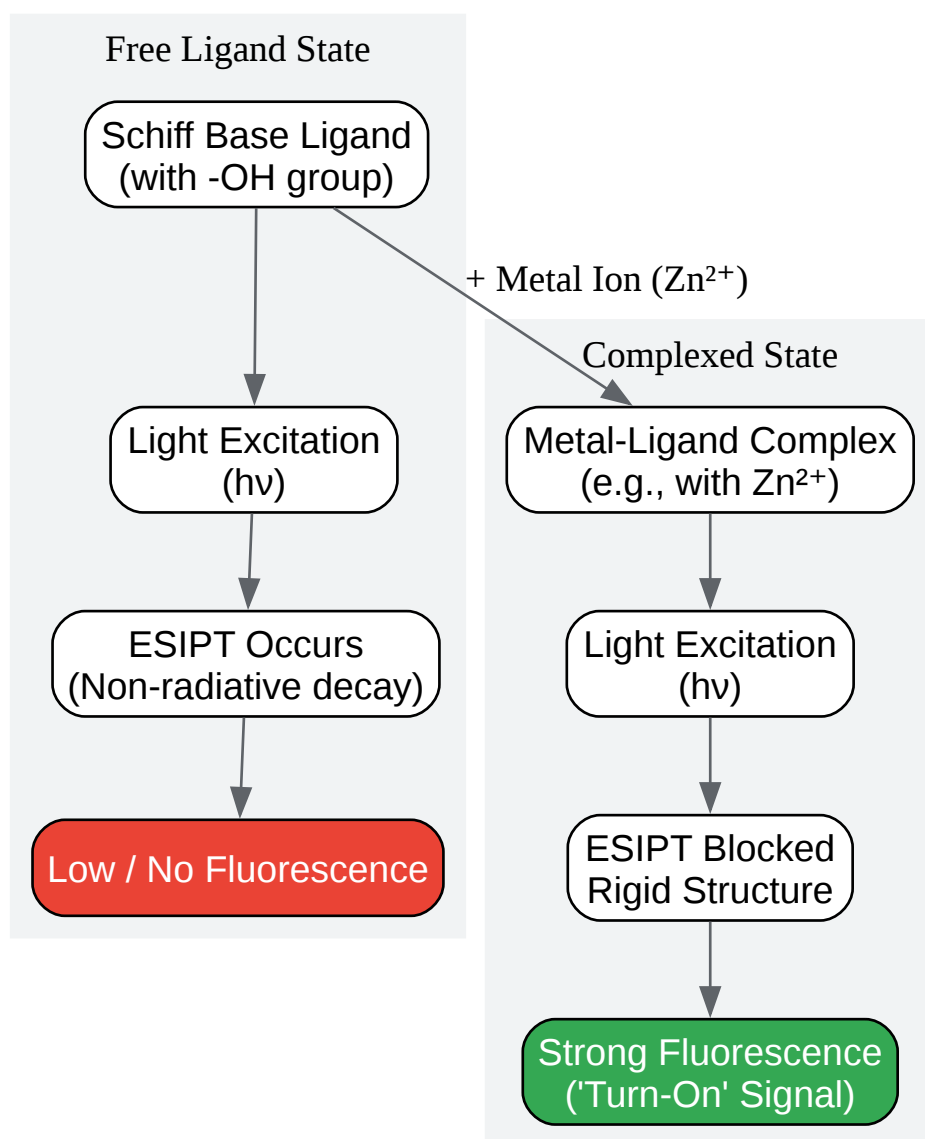 Free Ligand State
Schiff Base Ligand
(with -OH group)
+ Metal Ion (Zn²⁺)
Complexed State
Light Excitation
(hν)
Metal-Ligand Complex
(e.g., with Zn²⁺)
ESIPT Occurs
(Non-radiative decay)
Light Excitation
(hν)
Low / No Fluorescence
ESIPT Blocked
Rigid Structure
Strong Fluorescence
('Turn-On' Signal)